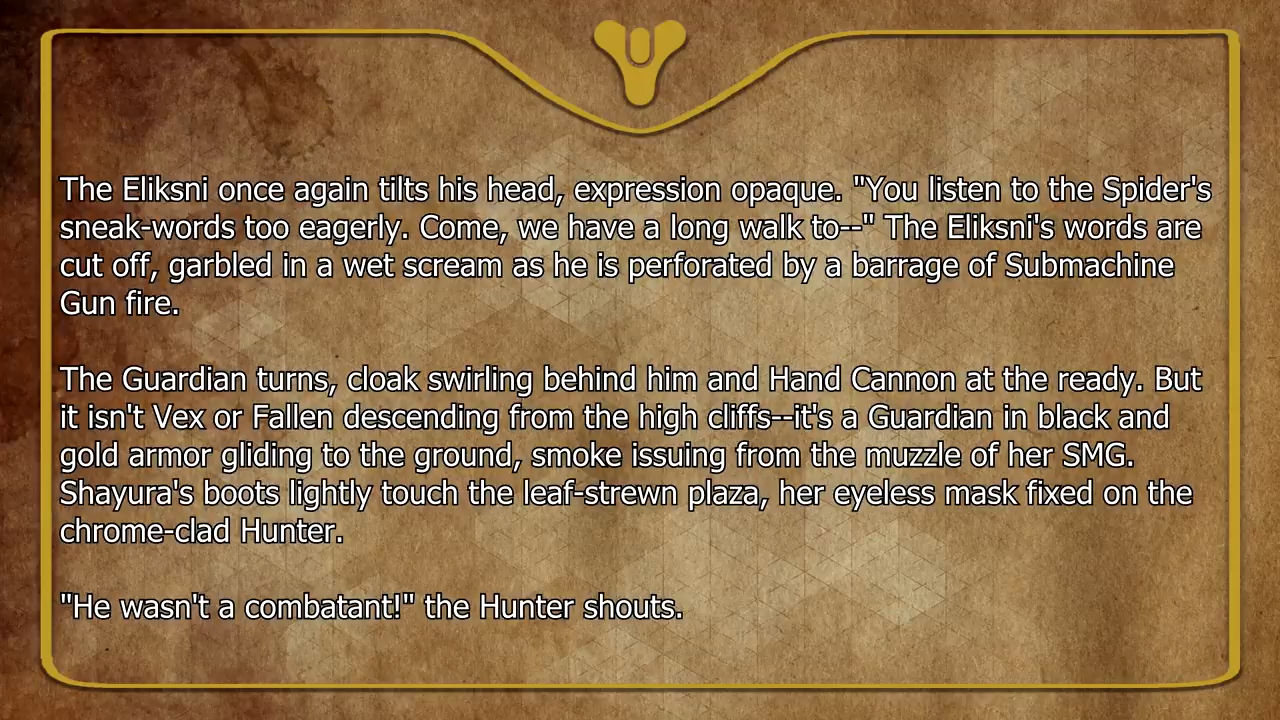 The Eliksni once again tilts his head, expression opaque. "You listen to the Spider's
sneak-words too eagerly. Come, we have a long walk to--" The Eliksni's words are
cut off, garbled in a wet scream as he is perforated by a barrage of Submachine
Gun fire.
The Guardian turns, cloak swirling behind him and Hand Cannon at the ready. But
it isn't Vex or Fallen descending from the high cliffs--it's a Guardian in black and
gold armor gliding to the ground, smoke issuing from the muzzle of her SMG.
Shayura's boots lightly touch the leaf-strewn plaza, her eyeless mask fixed on the
chrome-clad Hunter.
"He wasn't a combatant!" the Hunter shouts.